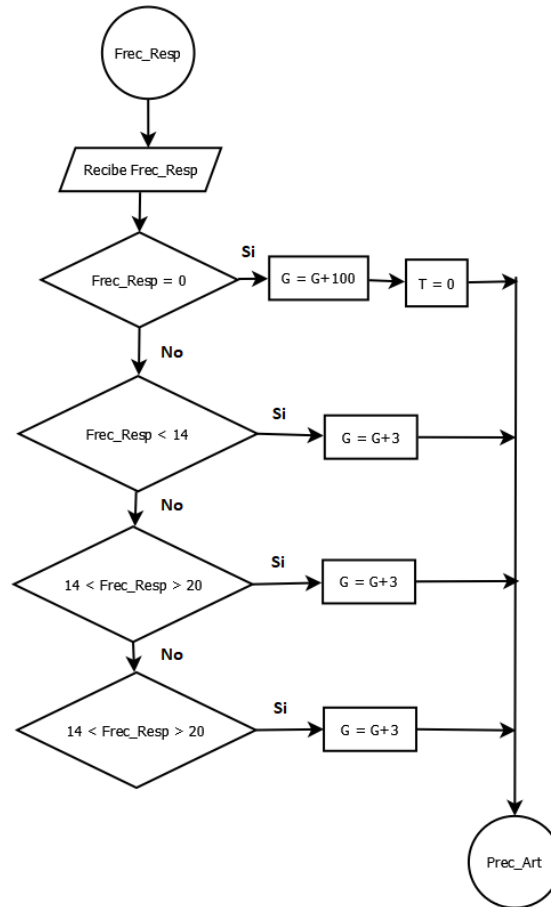 Frec_Resp
Recibe Frec_Resp
Frec_Resp = 0
Si
G = G+100
T = 0
No
Frec_Resp < 14
Si
G = G+3
No
14 < Frec_Resp > 20
Si
G = G+3
No
14 < Frec_Resp > 20
Si
G = G+3
Prec_Art